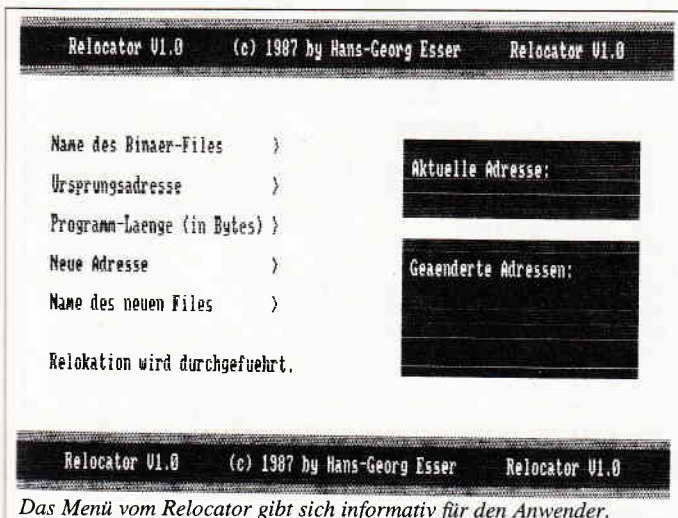 Relocator V1.0 (c) 1987 by Hans-Georg Esser Relocator V1.0
Name des Binaer-Files >
Ursprungsadresse >
Programm-Laenge (in Bytes) >
Neue Adresse >
Name des neuen Files >
Relokation wird durchgefuehrt.
Aktuelle Adresse:
Geaenderte Adressen:
Relocator V1.0 (c) 1987 by Hans-Georg Esser Relocator V1.0
Das Menü vom Relocator gibt sich informativ für den Anwender.